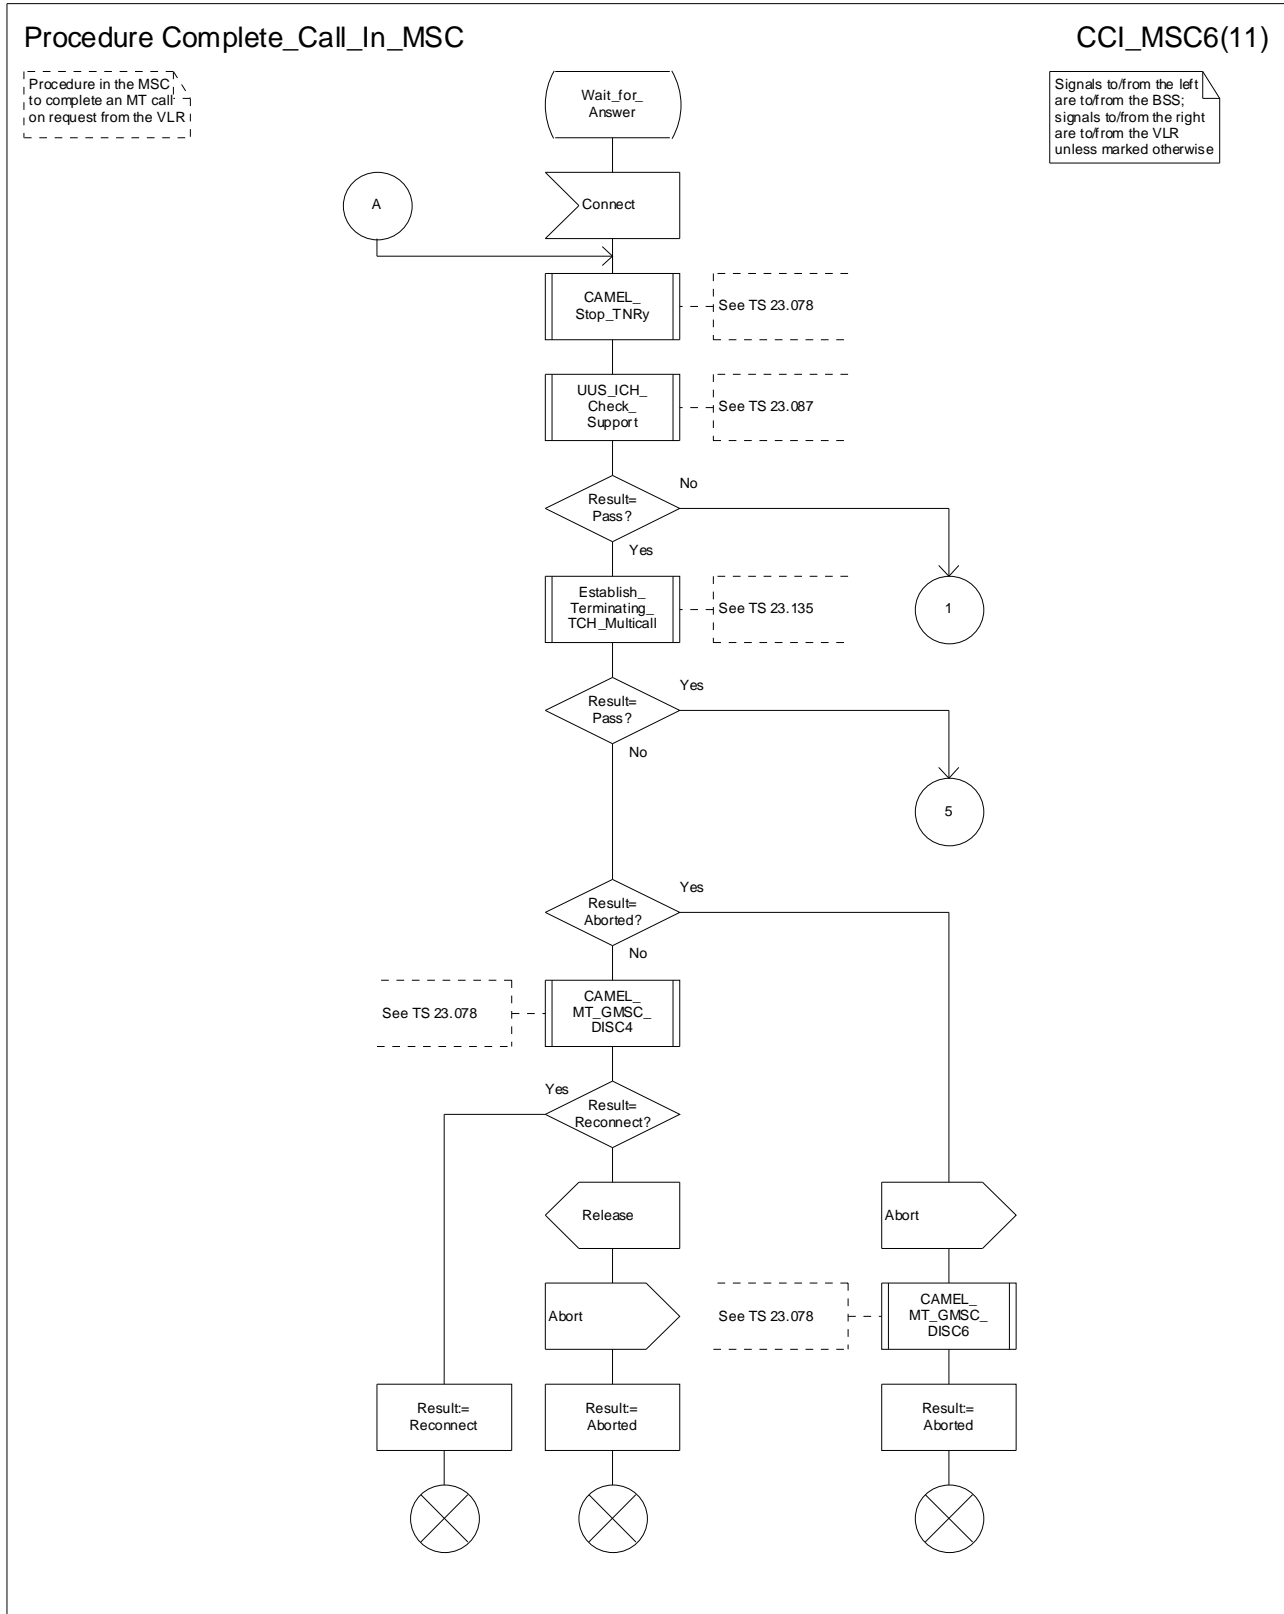 Procedure Complete_Call_In_MSC
CCI_MSC6(11)
Procedure in the MSC
to complete an MT call
on request from the VLR
Signals to/from the left
are to/from the BSS;
signals to/from the right
are to/from the VLR
unless marked otherwise
Wait_for_
Answer
Connect
A
CAMEL_
Stop_TNRy
See TS 23.078
UUS_ICH_
Check_
Support
See TS 23.087
Result=
Pass?
No
Yes
1
Establish_
Terminating_
TCH_Multicall
See TS 23.135
Result=
Pass?
Yes
No
5
Result=
Aborted?
Yes
No
See TS 23.078
CAMEL_
MT_GMSC_
DISC4
Yes
Result=
Reconnect?
Release
Abort
Abort
See TS 23.078
CAMEL_
MT_GMSC_
DISC6
Result:=
Reconnect
Result:=
Aborted
Result:=
Aborted